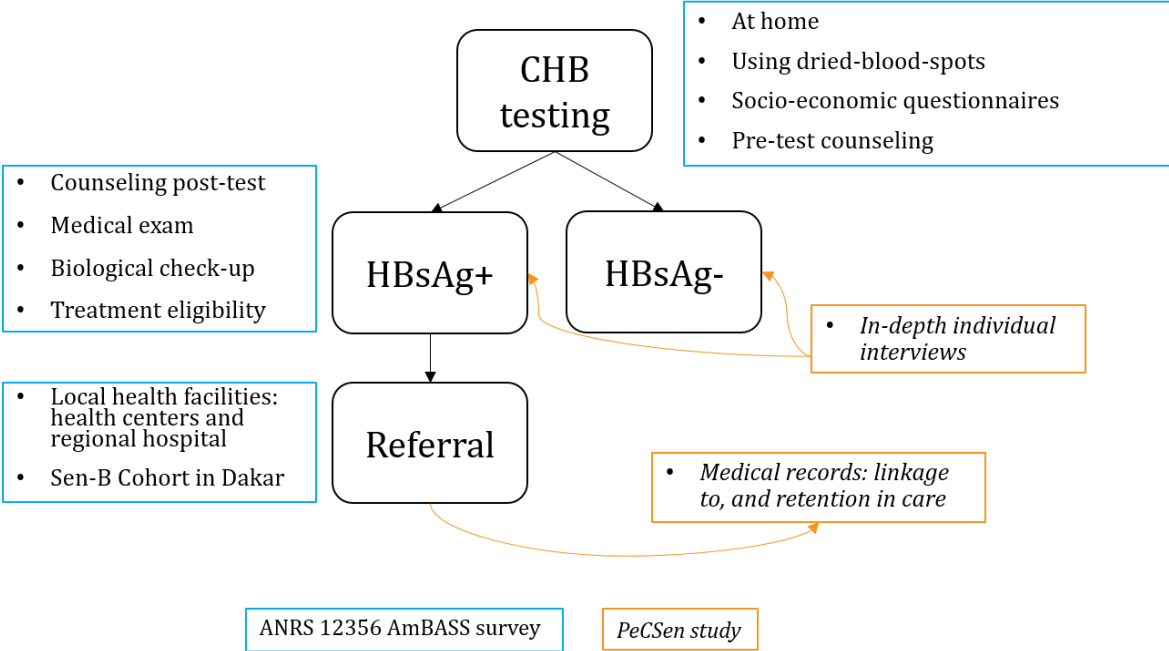 CHB
testing
• At home
• Using dried-blood-spots
• Socio-economic questionnaires
• Pre-test counseling
• Counseling post-test
• Medical exam
• Biological check-up
• Treatment eligibility
HBsAg+
HBsAg-
• In-depth individual
interviews
• Local health facilities:
health centers and
regional hospital
• Sen-B Cohort in Dakar
Referral
• Medical records: linkage
to, and retention in care
ANRS 12356 AmBASS survey
PeCSen study